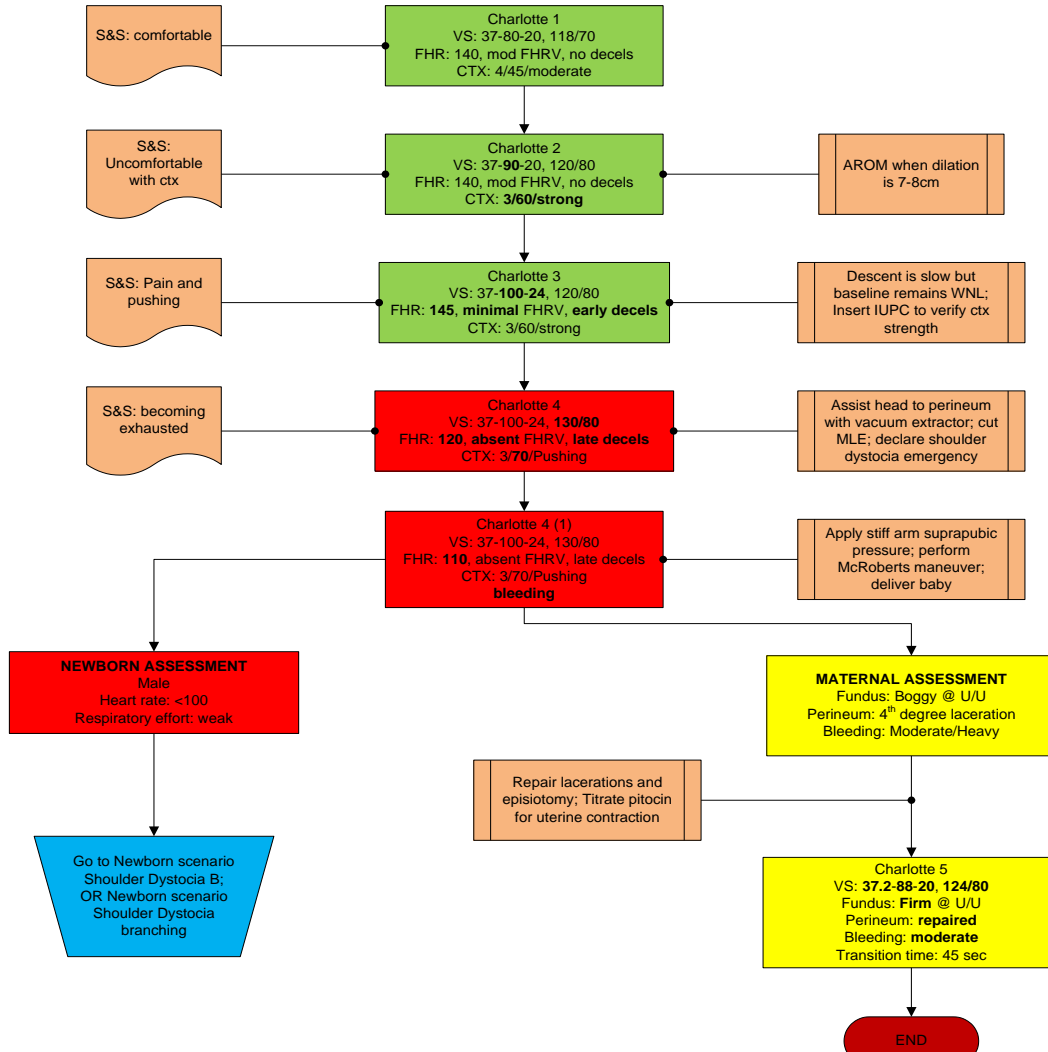 S&S: comfortable
Charlotte 1
VS: 37-80-20, 118/70
FHR: 140, mod FHRV, no decels
CTX: 4/45/moderate
S&S:
Uncomfortable
with ctx
Charlotte 2
VS: 37-90-20, 120/80
FHR: 140, mod FHRV, no decels
CTX: 3/60/strong
AROM when dilation
is 7-8cm
S&S: Pain and
pushing
Charlotte 3
VS: 37-100-24, 120/80
FHR: 145, minimal FHRV, early decels
CTX: 3/60/strong
Descent is slow but
baseline remains WNL;
Insert IUPC to verify ctx
strength
S&S: becoming
exhausted
Charlotte 4
VS: 37-100-24, 130/80
FHR: 120, absent FHRV, late decels
CTX: 3/70/Pushing
Assist head to perineum
with vacuum extractor; cut
MLE; declare shoulder
dystocia emergency
Charlotte 4 (1)
VS: 37-100-24, 130/80
FHR: 110, absent FHRV, late decels
CTX: 3/70/Pushing
bleeding
Apply stiff arm suprapubic
pressure; perform
McRoberts maneuver;
deliver baby
NEWBORN ASSESSMENT
Male
Heart rate: <100
Respiratory effort: weak
MATERNAL ASSESSMENT
Fundus: Boggy @ U/U
Perineum: 4th degree laceration
Bleeding: Moderate/Heavy
Repair lacerations and
episiotomy; Titrate pitocin
for uterine contraction
Go to Newborn scenario
Shoulder Dystocia B;
OR Newborn scenario
Shoulder Dystocia
branching
Charlotte 5
VS: 37.2-88-20, 124/80
Fundus: Firm @ U/U
Perineum: repaired
Bleeding: moderate
Transition time: 45 sec
END